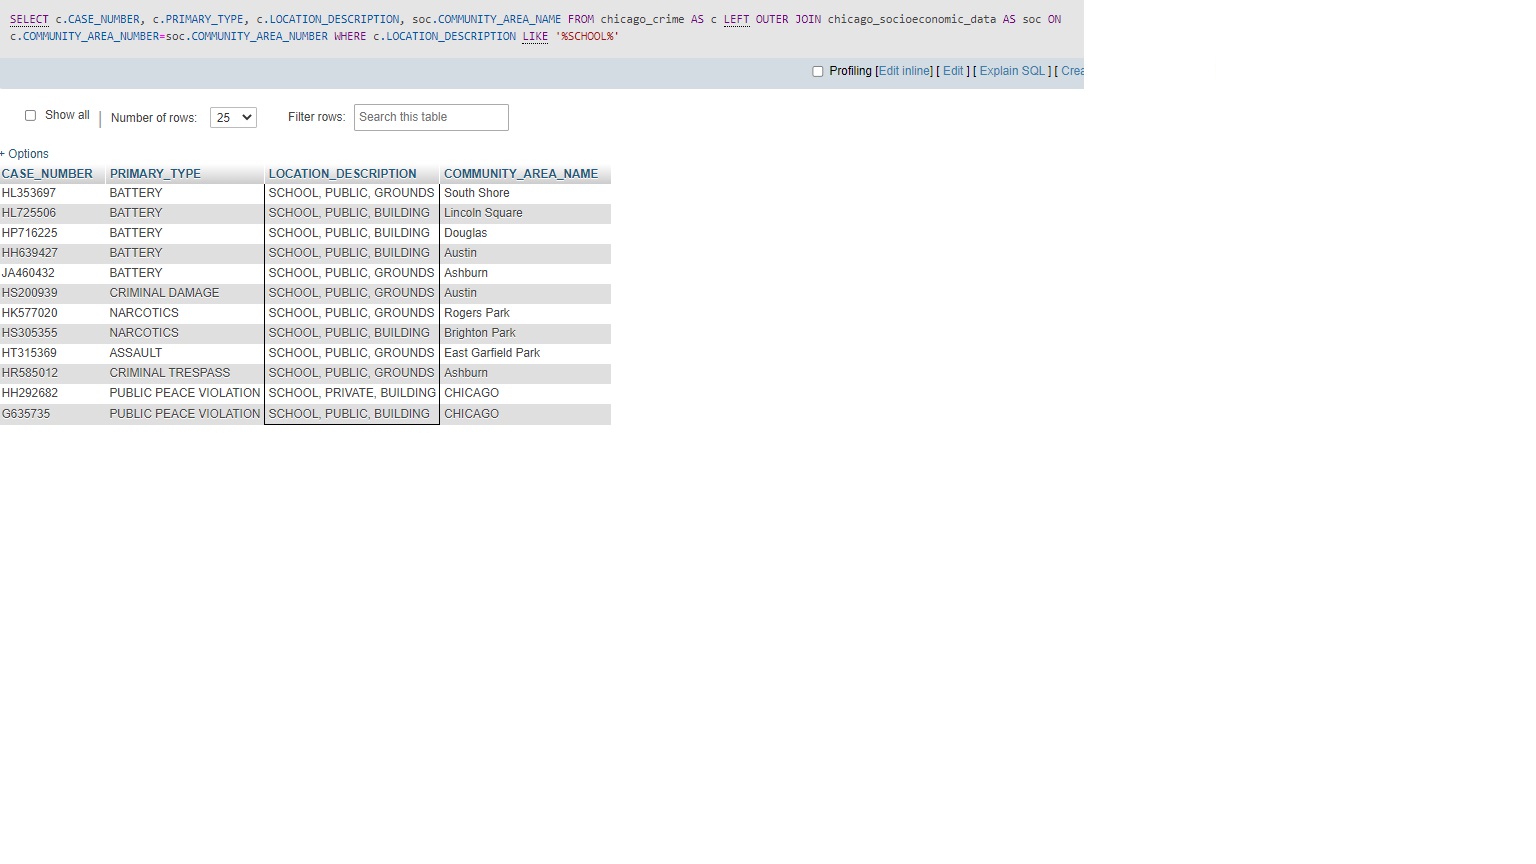 SELECT c.CASE_NUMBER, c.PRIMARY_TYPE, c.LOCATION_DESCRIPTION, soc.COMMUNITY_AREA_NAME FROM chicago_crime AS c LEFT OUTER JOIN chicago_socioeconomic_data AS soc ON
c.COMMUNITY_AREA_NUMBER=soc.COMMUNITY_AREA_NUMBER WHERE c.LOCATION_DESCRIPTION LIKE '%SCHOOL%'
Profiling [Edit inline] [ Edit ] [ Explain SQL ] [ Crea
Show all | Number of rows: 25 Filter rows: Search this table
+ Options
CASE_NUMBER PRIMARY_TYPE LOCATION_DESCRIPTION COMMUNITY_AREA_NAME
HL353697 BATTERY SCHOOL, PUBLIC, GROUNDS South Shore
HL725506 BATTERY SCHOOL, PUBLIC, BUILDING Lincoln Square
HP716225 BATTERY SCHOOL, PUBLIC, BUILDING Douglas
HH639427 BATTERY SCHOOL, PUBLIC, BUILDING Austin
JA460432 BATTERY SCHOOL, PUBLIC, GROUNDS Ashburn
HS200939 CRIMINAL DAMAGE SCHOOL, PUBLIC, GROUNDS Austin
HK577020 NARCOTICS SCHOOL, PUBLIC, GROUNDS Rogers Park
HS305355 NARCOTICS SCHOOL, PUBLIC, BUILDING Brighton Park
HT315369 ASSAULT SCHOOL, PUBLIC, GROUNDS East Garfield Park
HR585012 CRIMINAL TRESPASS SCHOOL, PUBLIC, GROUNDS Ashburn
HH292682 PUBLIC PEACE VIOLATION SCHOOL, PRIVATE, BUILDING CHICAGO
G635735 PUBLIC PEACE VIOLATION SCHOOL, PUBLIC, BUILDING CHICAGO